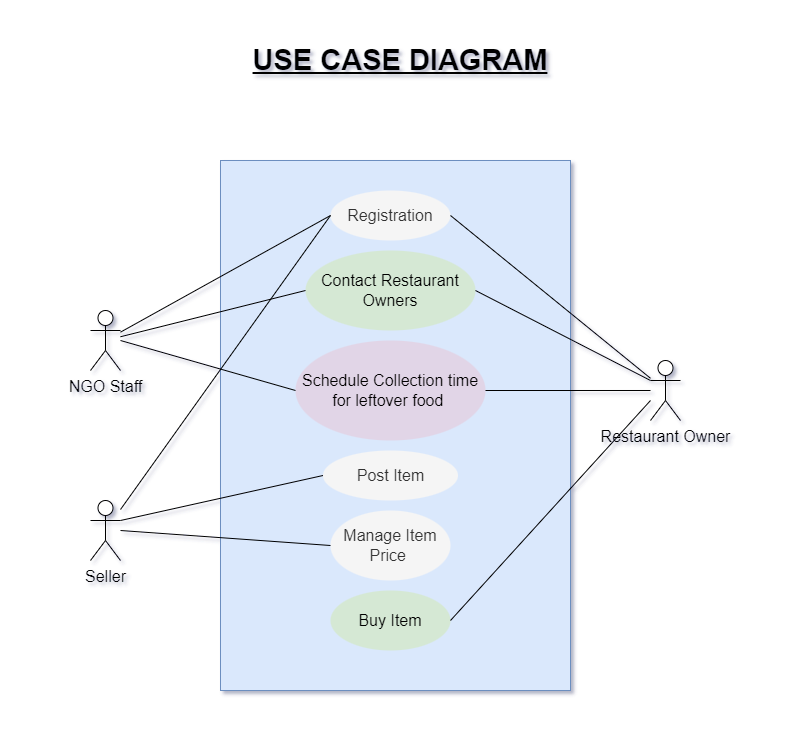 USE CASE DIAGRAM
Registration
Contact Restaurant
Owners
NGO Staff
Schedule Collection time
for leftover food
Restaurant Owner
Post Item
Manage Item
Price
Seller
Buy Item